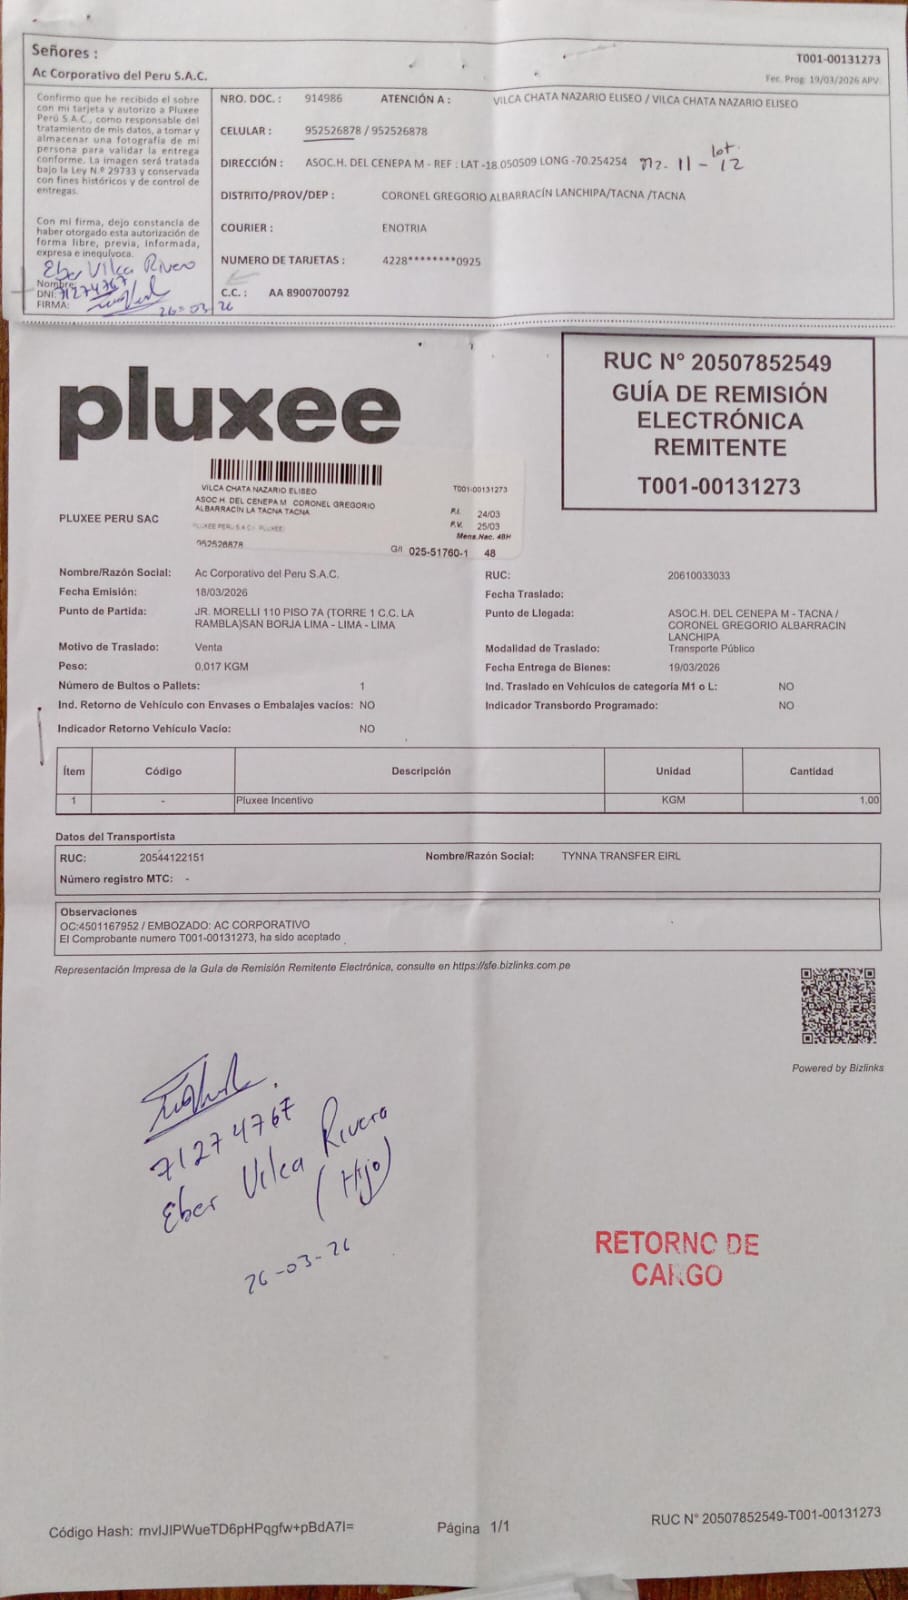 Señores :
Ac Corporativo del Peru S.A.C.
T001-00131273
Fec. Prog: 19/03/2026 APV
Confirmo que he recibido el sobre
con mi tarjeta y autorizo a Pluxee
Perú S.A.C., como responsable del
tratamiento de mis datos, a tomar y
almacenar una fotografía de mi
persona para validar la entrega
conforme. La imagen será tratada
bajo la Ley N.º 29733 y conservada
con fines históricos y de control de
entregas.
Con mi firma, dejo constancia de
haber otorgado esta autorización de
forma libre, previa, informada,
expresa e inequívoca.
Eber Vilca Rivero
Nombre:
DNI: 71274767
FIRMA:
26-03-26
NRO. DOC. : 914986 ATENCIÓN A : VILCA CHATA NAZARIO ELISEO / VILCA CHATA NAZARIO ELISEO
CELULAR : 952526878 / 952526878
DIRECCIÓN : ASOC.H. DEL CENEPA M - REF : LAT -18.050509 LONG -70.254254 mz. 11 - lot. 12
DISTRITO/PROV/DEP : CORONEL GREGORIO ALBARRACÍN LANCHIPA/TACNA /TACNA
COURIER : ENOTRIA
NUMERO DE TARJETAS : 4228********0925
C.C. : AA 8900700792
pluxee
RUC N° 20507852549
GUÍA DE REMISIÓN
ELECTRÓNICA
REMITENTE
T001-00131273
VILCA CHATA NAZARIO ELISEO T001-00131273
ASOC.H. DEL CENEPA M CORONEL GREGORIO
ALBARRACÍN LA TACNA TACNA
P.I. 24/03
P.V. 25/03
PLUXEE PERU S.A.C. (PLUXEE)
Mens.Nac. 48H
952526878
G/I 025-51760-1 48
PLUXEE PERU SAC
Nombre/Razón Social: Ac Corporativo del Peru S.A.C.
RUC: 20610033033
Fecha Emisión: 18/03/2026
Fecha Traslado:
Punto de Partida: JR. MORELLI 110 PISO 7A (TORRE 1 C.C. LA
RAMBLA)SAN BORJA LIMA - LIMA - LIMA
Punto de Llegada: ASOC.H. DEL CENEPA M - TACNA /
CORONEL GREGORIO ALBARRACIN
LANCHIPA
Motivo de Traslado: Venta
Modalidad de Traslado: Transporte Público
Peso: 0,017 KGM
Fecha Entrega de Bienes: 19/03/2026
Número de Bultos o Pallets: 1
Ind. Traslado en Vehículos de categoría M1 o L: NO
Ind. Retorno de Vehículo con Envases o Embalajes vacíos: NO
Indicador Transbordo Programado: NO
Indicador Retorno Vehículo Vacío: NO
Ítem Código Descripción Unidad Cantidad
1 - Pluxee Incentivo KGM 1.00
Datos del Transportista
RUC: 20544122151 Nombre/Razón Social: TYNNA TRANSFER EIRL
Número registro MTC: -
Observaciones
OC:4501167952 / EMBOZADO: AC CORPORATIVO
El Comprobante numero T001-00131273, ha sido aceptado
Representación Impresa de la Guía de Remisión Remitente Electrónica, consulte en https://sfe.bizlinks.com.pe
Powered by Bizlinks
71274767
Eber Vilca Rivero
(Hijo)
26-03-26
RETORNO DE
CARGO
Código Hash: mvIJIPWueTD6pHPqgfw+pBdA7I=
Página 1/1
RUC N° 20507852549-T001-00131273